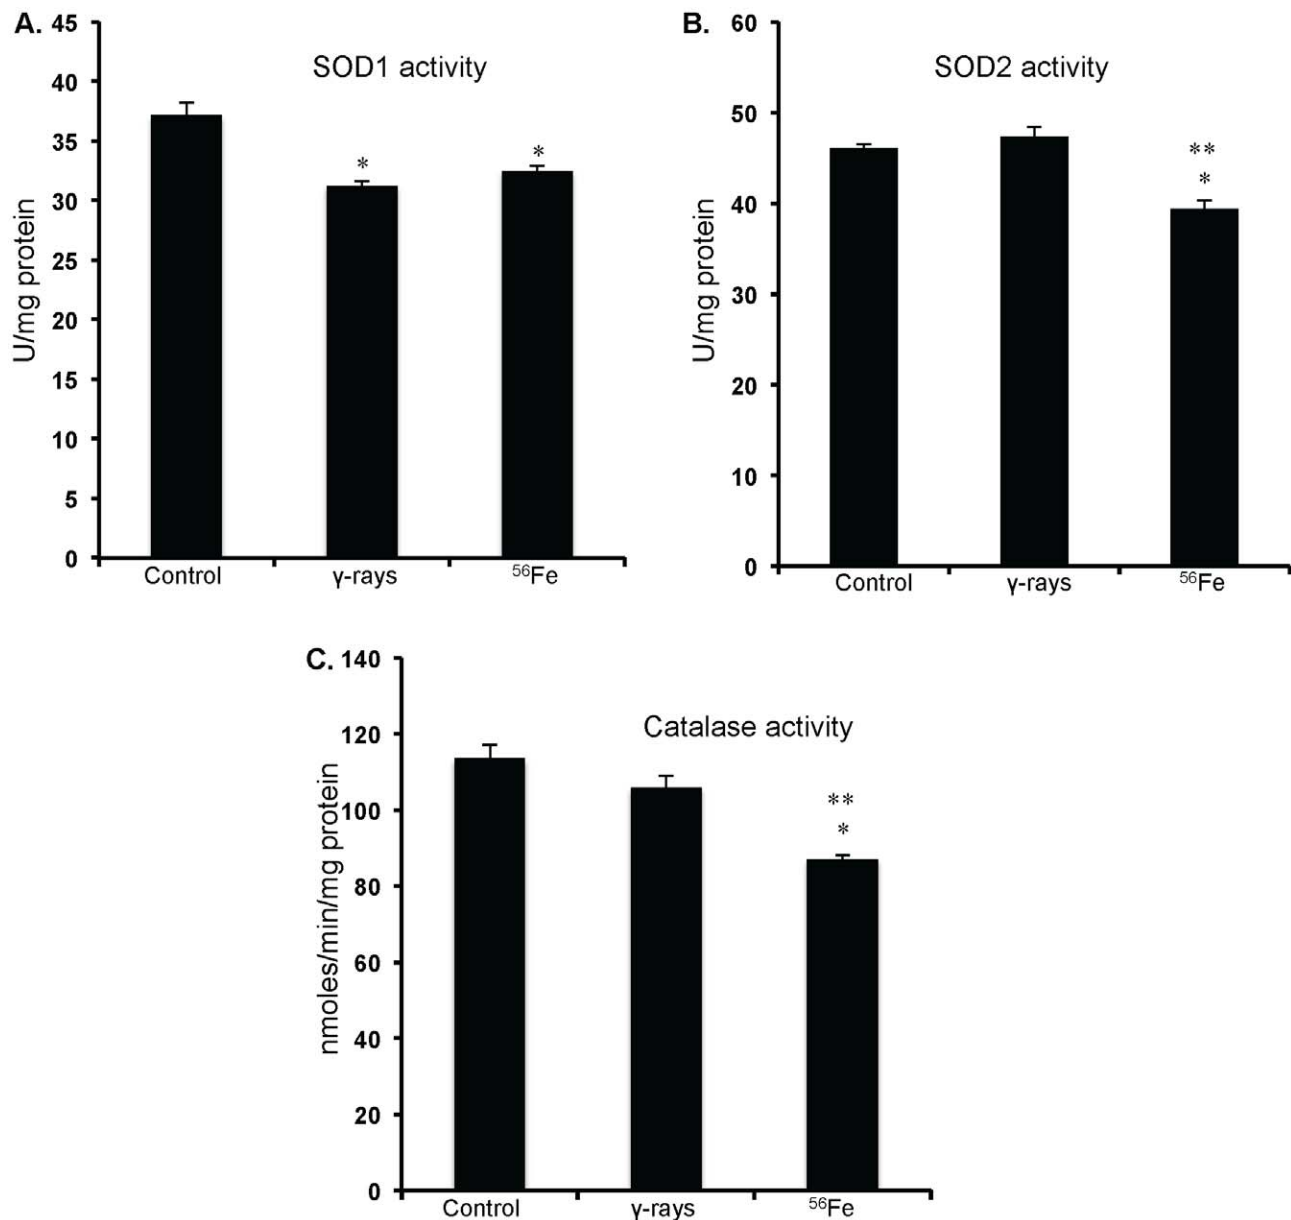 A.
SOD1 activity
U/mg protein
45
40
35
30
25
20
15
10
5
0
*
*
Control
γ-rays
⁵⁶Fe
B.
SOD2 activity
U/mg protein
60
50
40
30
20
10
0
**
*
Control
γ-rays
⁵⁶Fe
C.
Catalase activity
nmoles/min/mg protein
140
120
100
80
60
40
20
0
**
*
Control
γ-rays
⁵⁶Fe